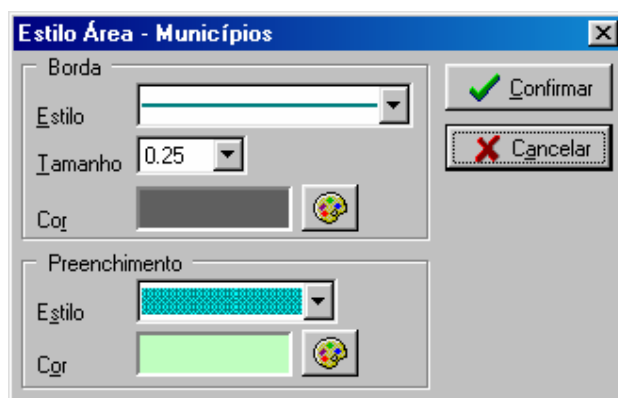 Estilo Área - Municípios
Borda
Estilo
Tamanho 0.25
Cor
Confirmar
Cancelar
Preenchimento
Estilo
Cor